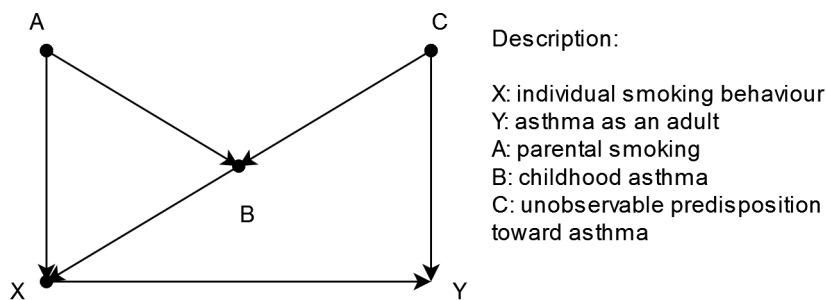 A
C
Description:
X: individual smoking behaviour
Y: asthma as an adult
A: parental smoking
B: childhood asthma
C: unobservable predisposition
toward asthma
B
X
Y